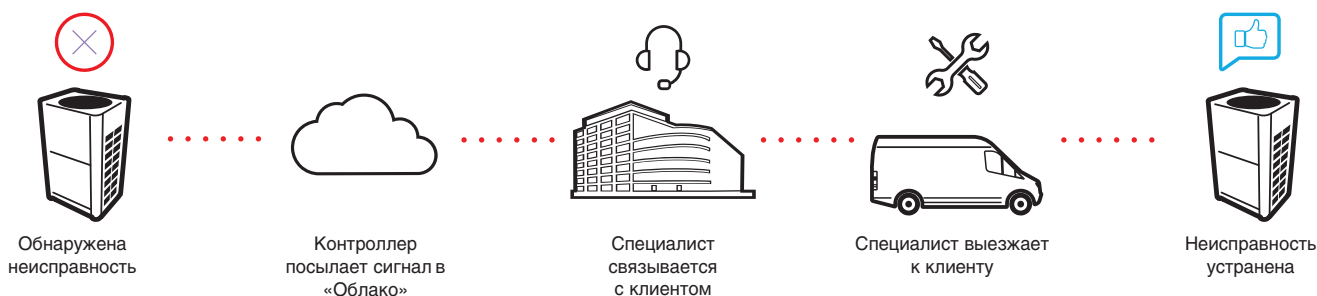 Обнаружена
неисправность
Контроллер
посылает сигнал в
«Облако»
Специалист
связывается
с клиентом
Специалист выезжает
к клиенту
Неисправность
устранена